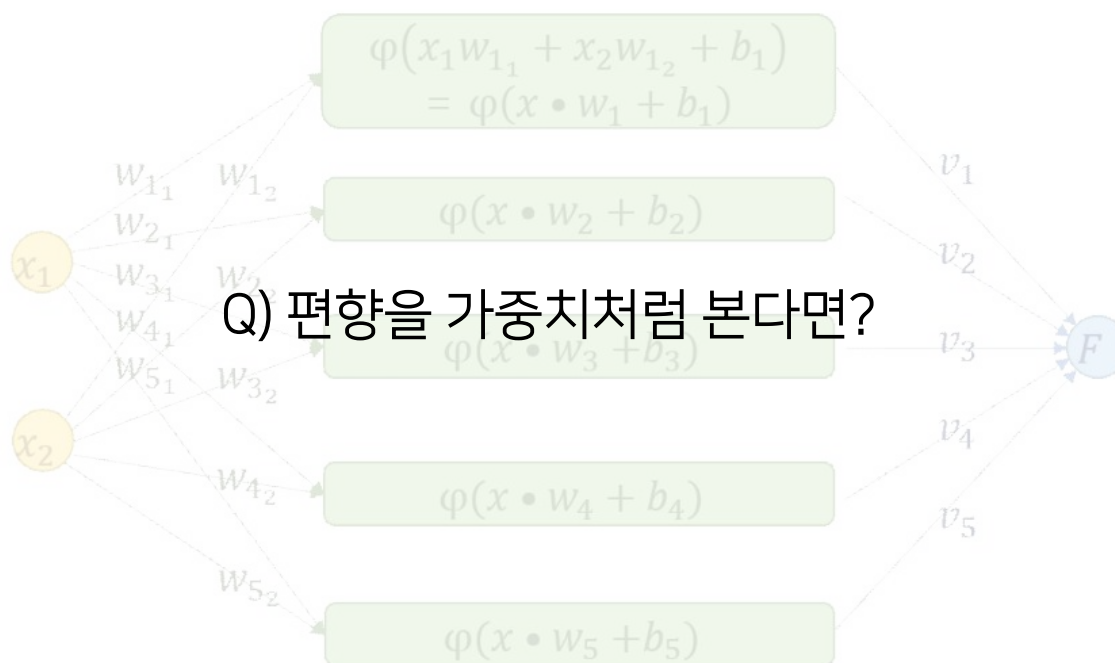 φ(x₁w₁₁ + x₂w₁₂ + b₁)
= φ(x • w₁ + b₁)
w₁₁
w₁₂
v₁
w₂₁
φ(x • w₂ + b₂)
x₁
w₃₁
w₂₂
v₂
Q) 편향을 가중치처럼 본다면?
w₄₁
φ(x • w₃ +b₃)
v₃
F
w₅₁
w₃₂
x₂
v₄
w₄₂
φ(x • w₄ + b₄)
v₅
w₅₂
φ(x • w₅ +b₅)